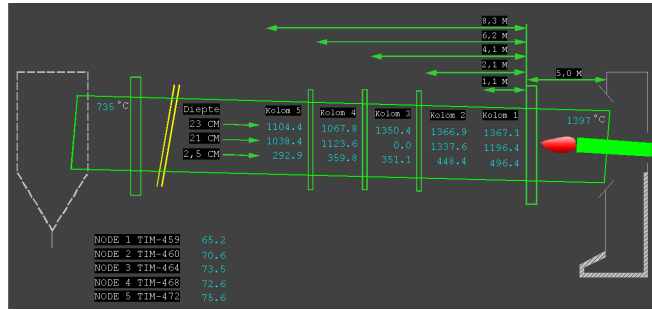 8,3 M
6,2 M
4,1 M
2,1 M
1,1 M
5,0 M
735 °C
Diepte Kolom 5 Kolom 4 Kolom 3 Kolom 2 Kolom 1
1397 °C
23 CM 1104.4 1067.8 1350.4 1366.9 1367.1
21 CM 1038.4 1123.6 0.0 1337.6 1196.4
2,5 CM 292.9 359.8 351.1 448.4 496.4
NODE 1 TIM-459 65.2
NODE 2 TIM-460 70.6
NODE 3 TIM-464 73.5
NODE 4 TIM-468 72.6
NODE 5 TIM-472 75.6